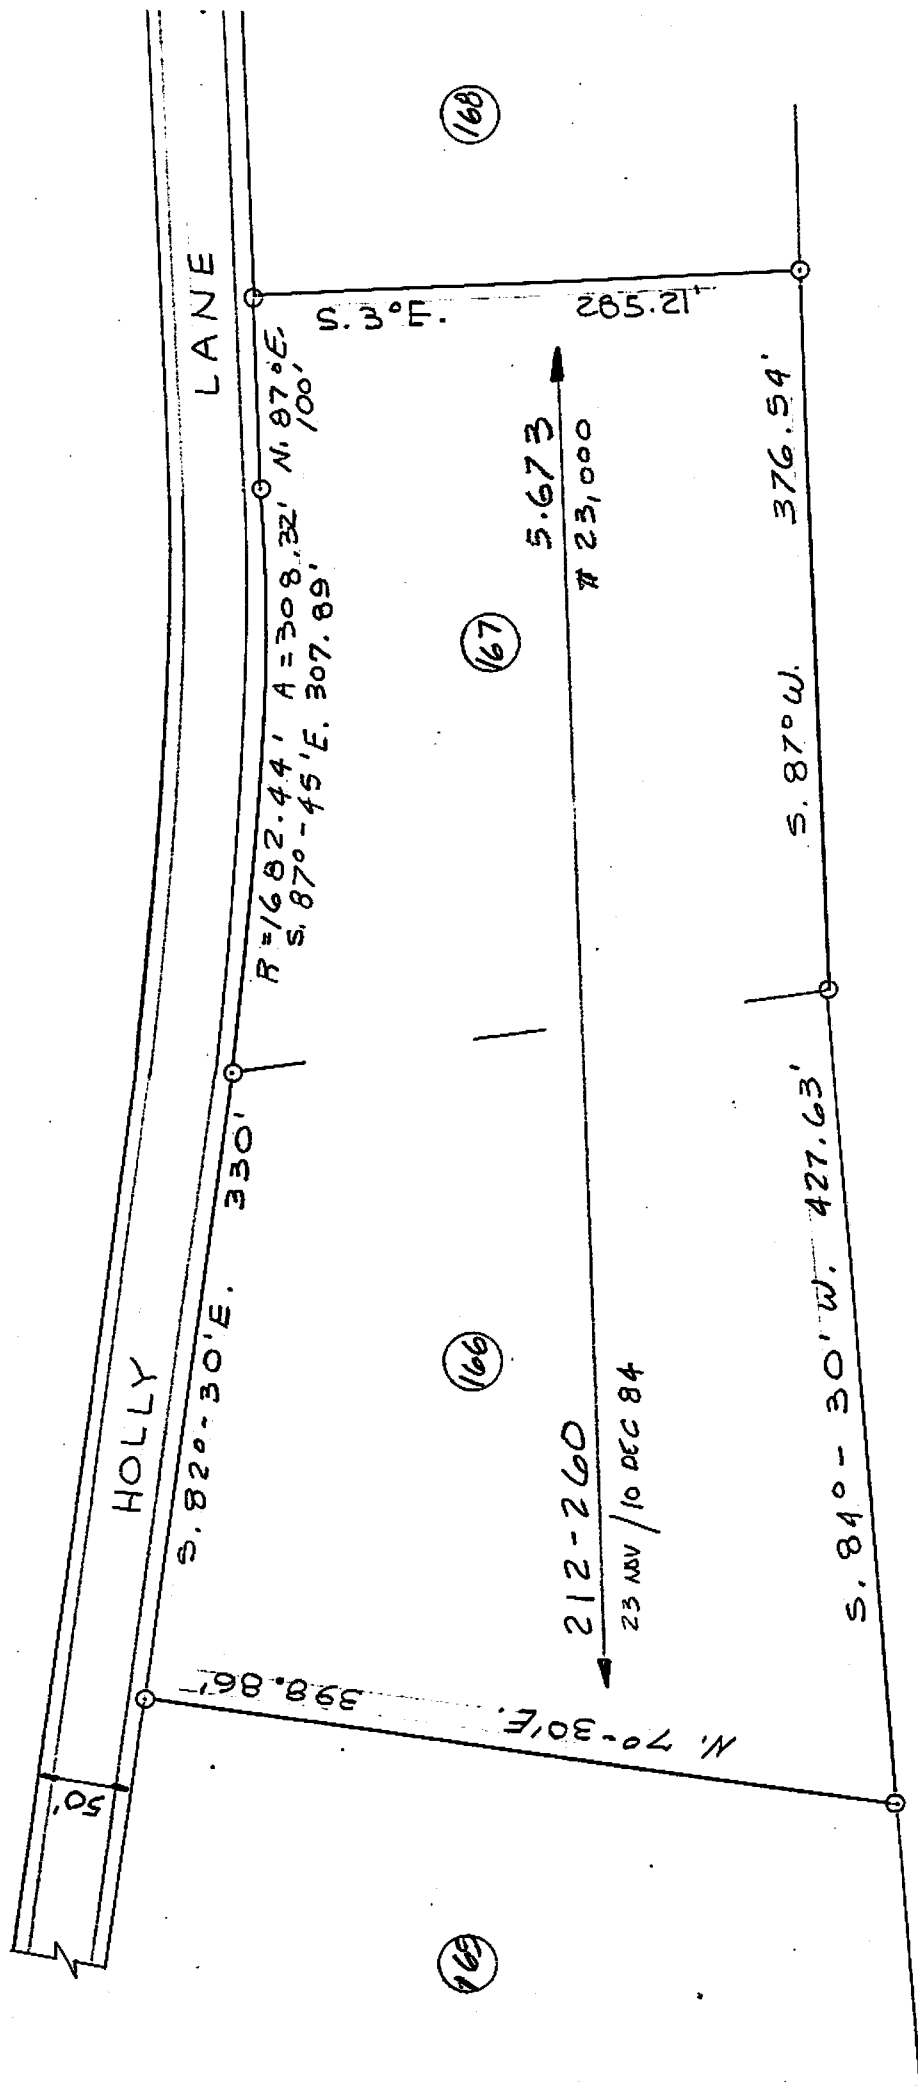 HOLLY LANE
50'
S. 82°-30'E. 330'
R=1682.44' A=308.32'
S. 87°-45'E. 307.89'
N. 87°E.
100'
S. 3°E. 285.21'
N. 7°-30'E. 398.86'
166
167
168
212-260
23 NOV/10 DEC 84
5.673
# 23,000
S. 84°-30' W. 427.63'
S. 87° W. 376.54'